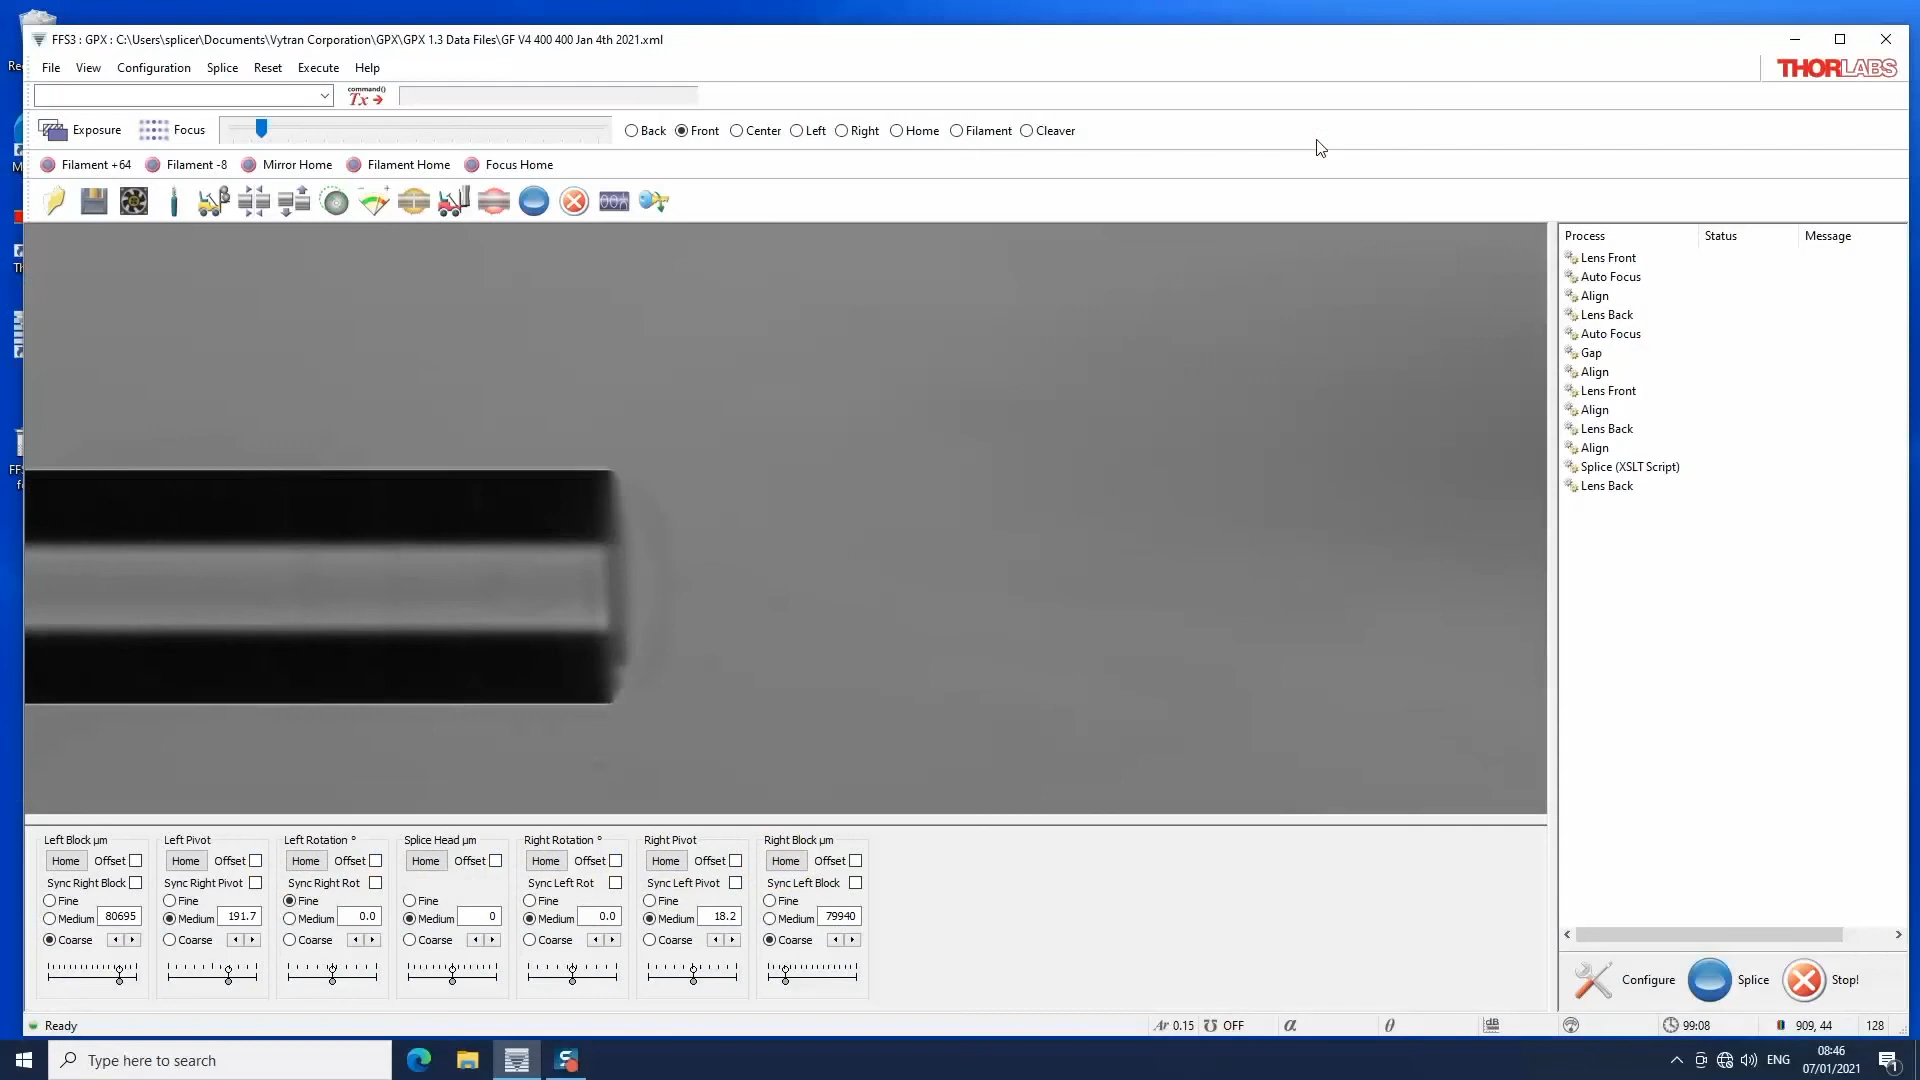 FFS3 : GPX : C:\Users\splicer\Documents\Vytran Corporation\GPX\GPX 1.3 Data Files\GF V4 400 400 Jan 4th 2021.xml
File View Configuration Splice Reset Execute Help
THORLABS
command()
Tx
Exposure Focus Back Front Center Left Right Home Filament Cleaver
Filament +64 Filament -8 Mirror Home Filament Home Focus Home
Process Status Message
Lens Front
Auto Focus
Align
Lens Back
Auto Focus
Gap
Align
Lens Front
Align
Lens Back
Align
Splice (XSLT Script)
Lens Back
Left Block µm Left Pivot Left Rotation ° Splice Head µm Right Rotation ° Right Pivot Right Block µm
Home Offset Home Offset Home Offset Home Offset Home Offset Home Offset Home Offset
Sync Right Block Sync Right Pivot Sync Right Rot Sync Left Rot Sync Left Pivot Sync Left Block
Fine Fine Fine Fine Fine Fine Fine
Medium 80695 Medium 191.7 Medium 0.0 Medium 0 Medium 0.0 Medium 18.2 Medium 79940
Coarse Coarse Coarse Coarse Coarse Coarse Coarse
Configure Splice Stop!
Ready Ar 0.15 OFF α θ dB 99:08 909, 44 128
Type here to search ENG 08:46
07/01/2021